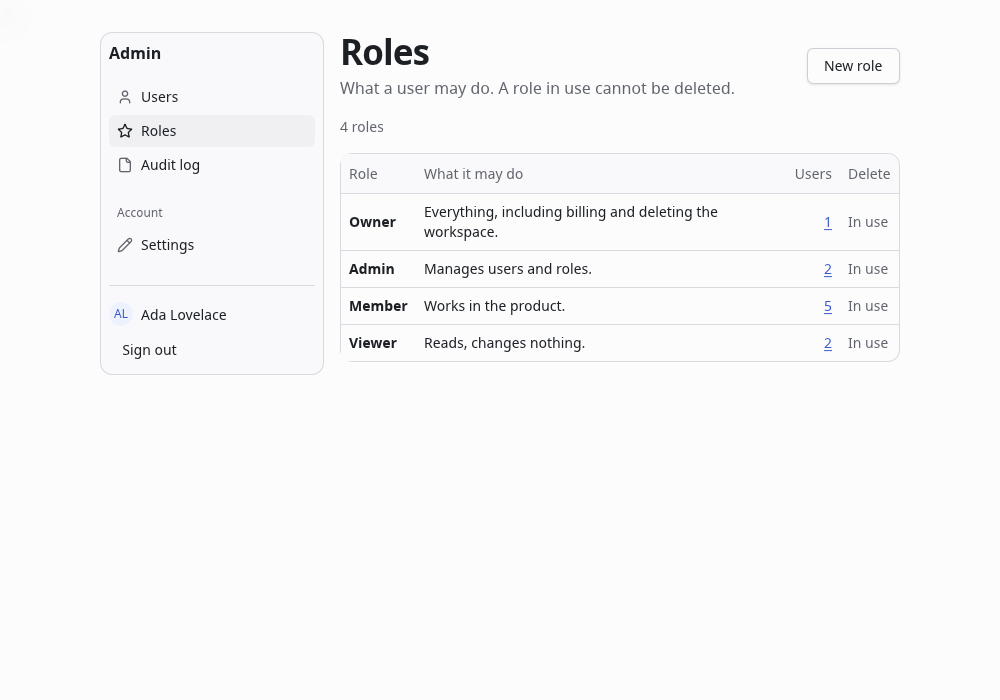 Admin
Users
Roles
Audit log
Account
Settings
AL Ada Lovelace
Sign out
Roles
What a user may do. A role in use cannot be deleted.
New role
4 roles
Role What it may do Users Delete
Owner Everything, including billing and deleting the workspace. 1 In use
Admin Manages users and roles. 2 In use
Member Works in the product. 5 In use
Viewer Reads, changes nothing. 2 In use